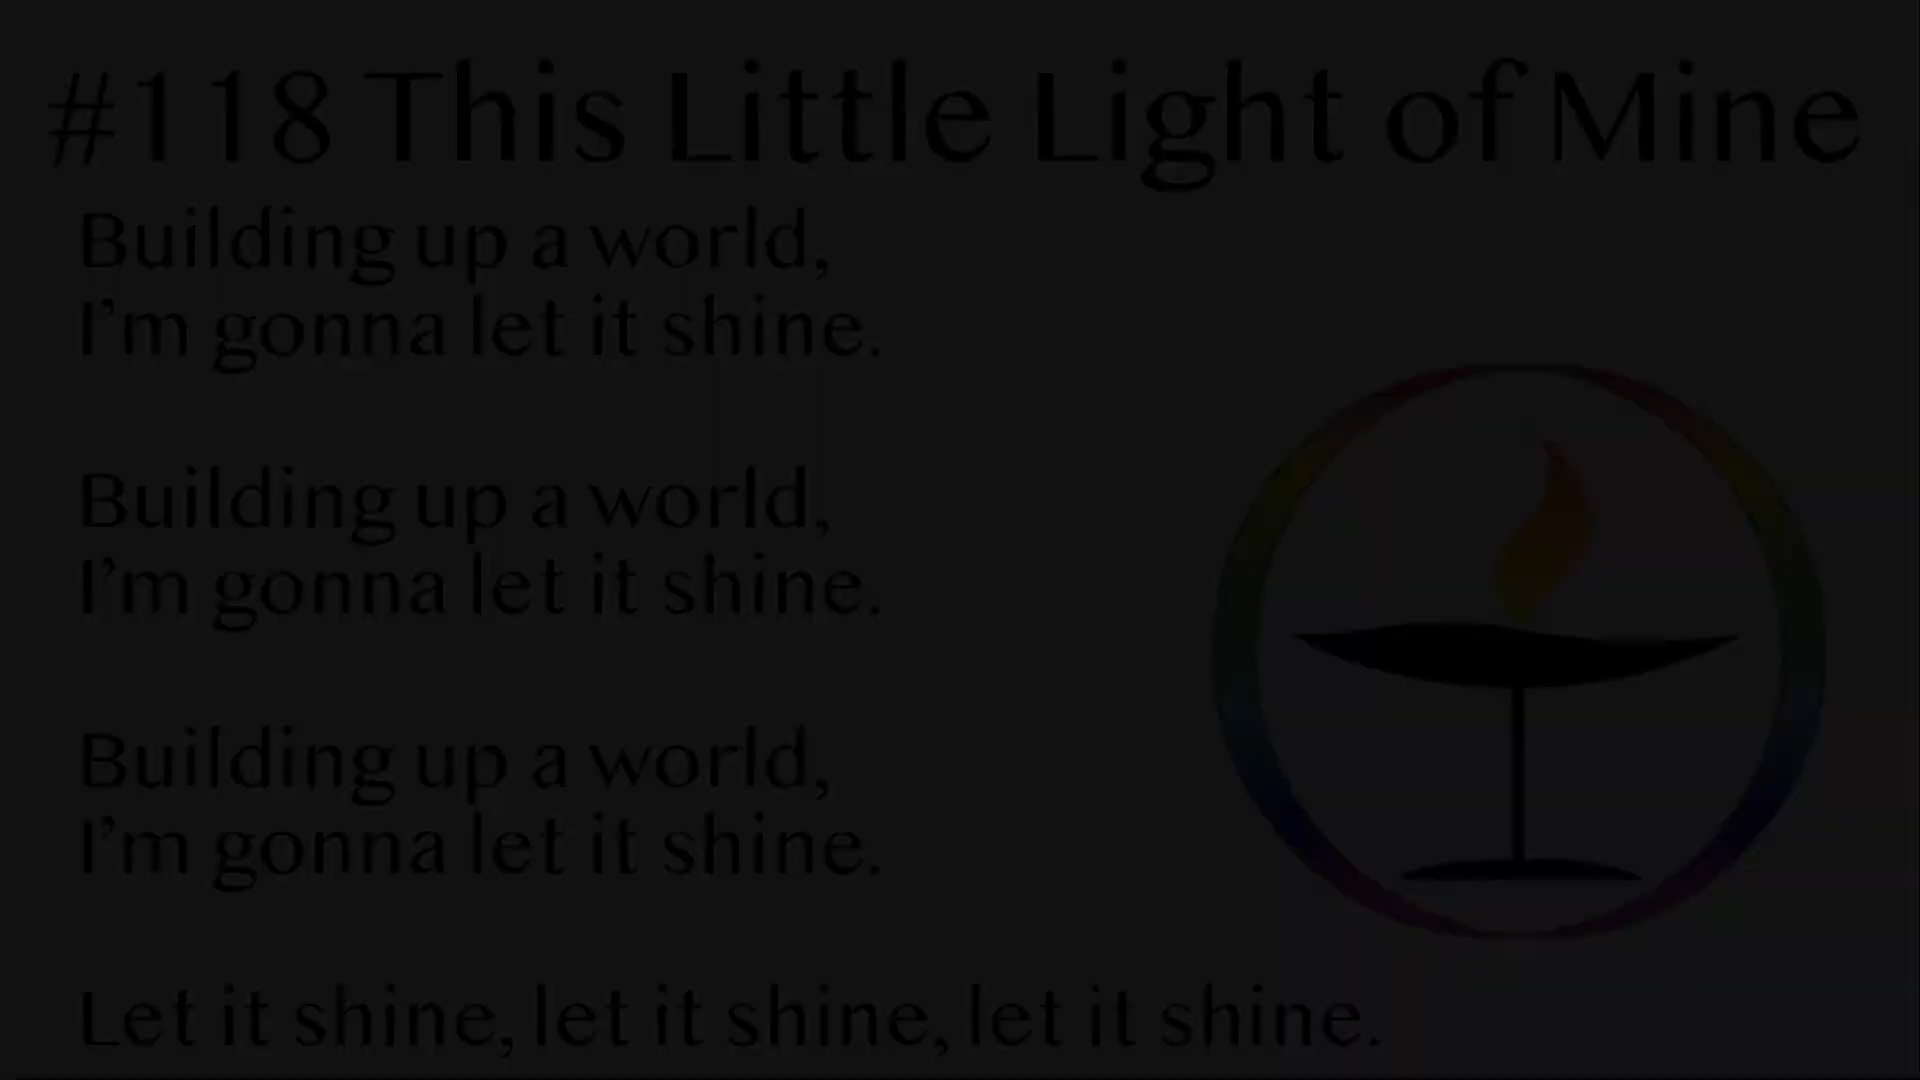 #118 This Little Light of Mine
Building up a world,
I'm gonna let it shine.
Building up a world,
I'm gonna let it shine.
Building up a world,
I'm gonna let it shine.
Let it shine, let it shine, let it shine.